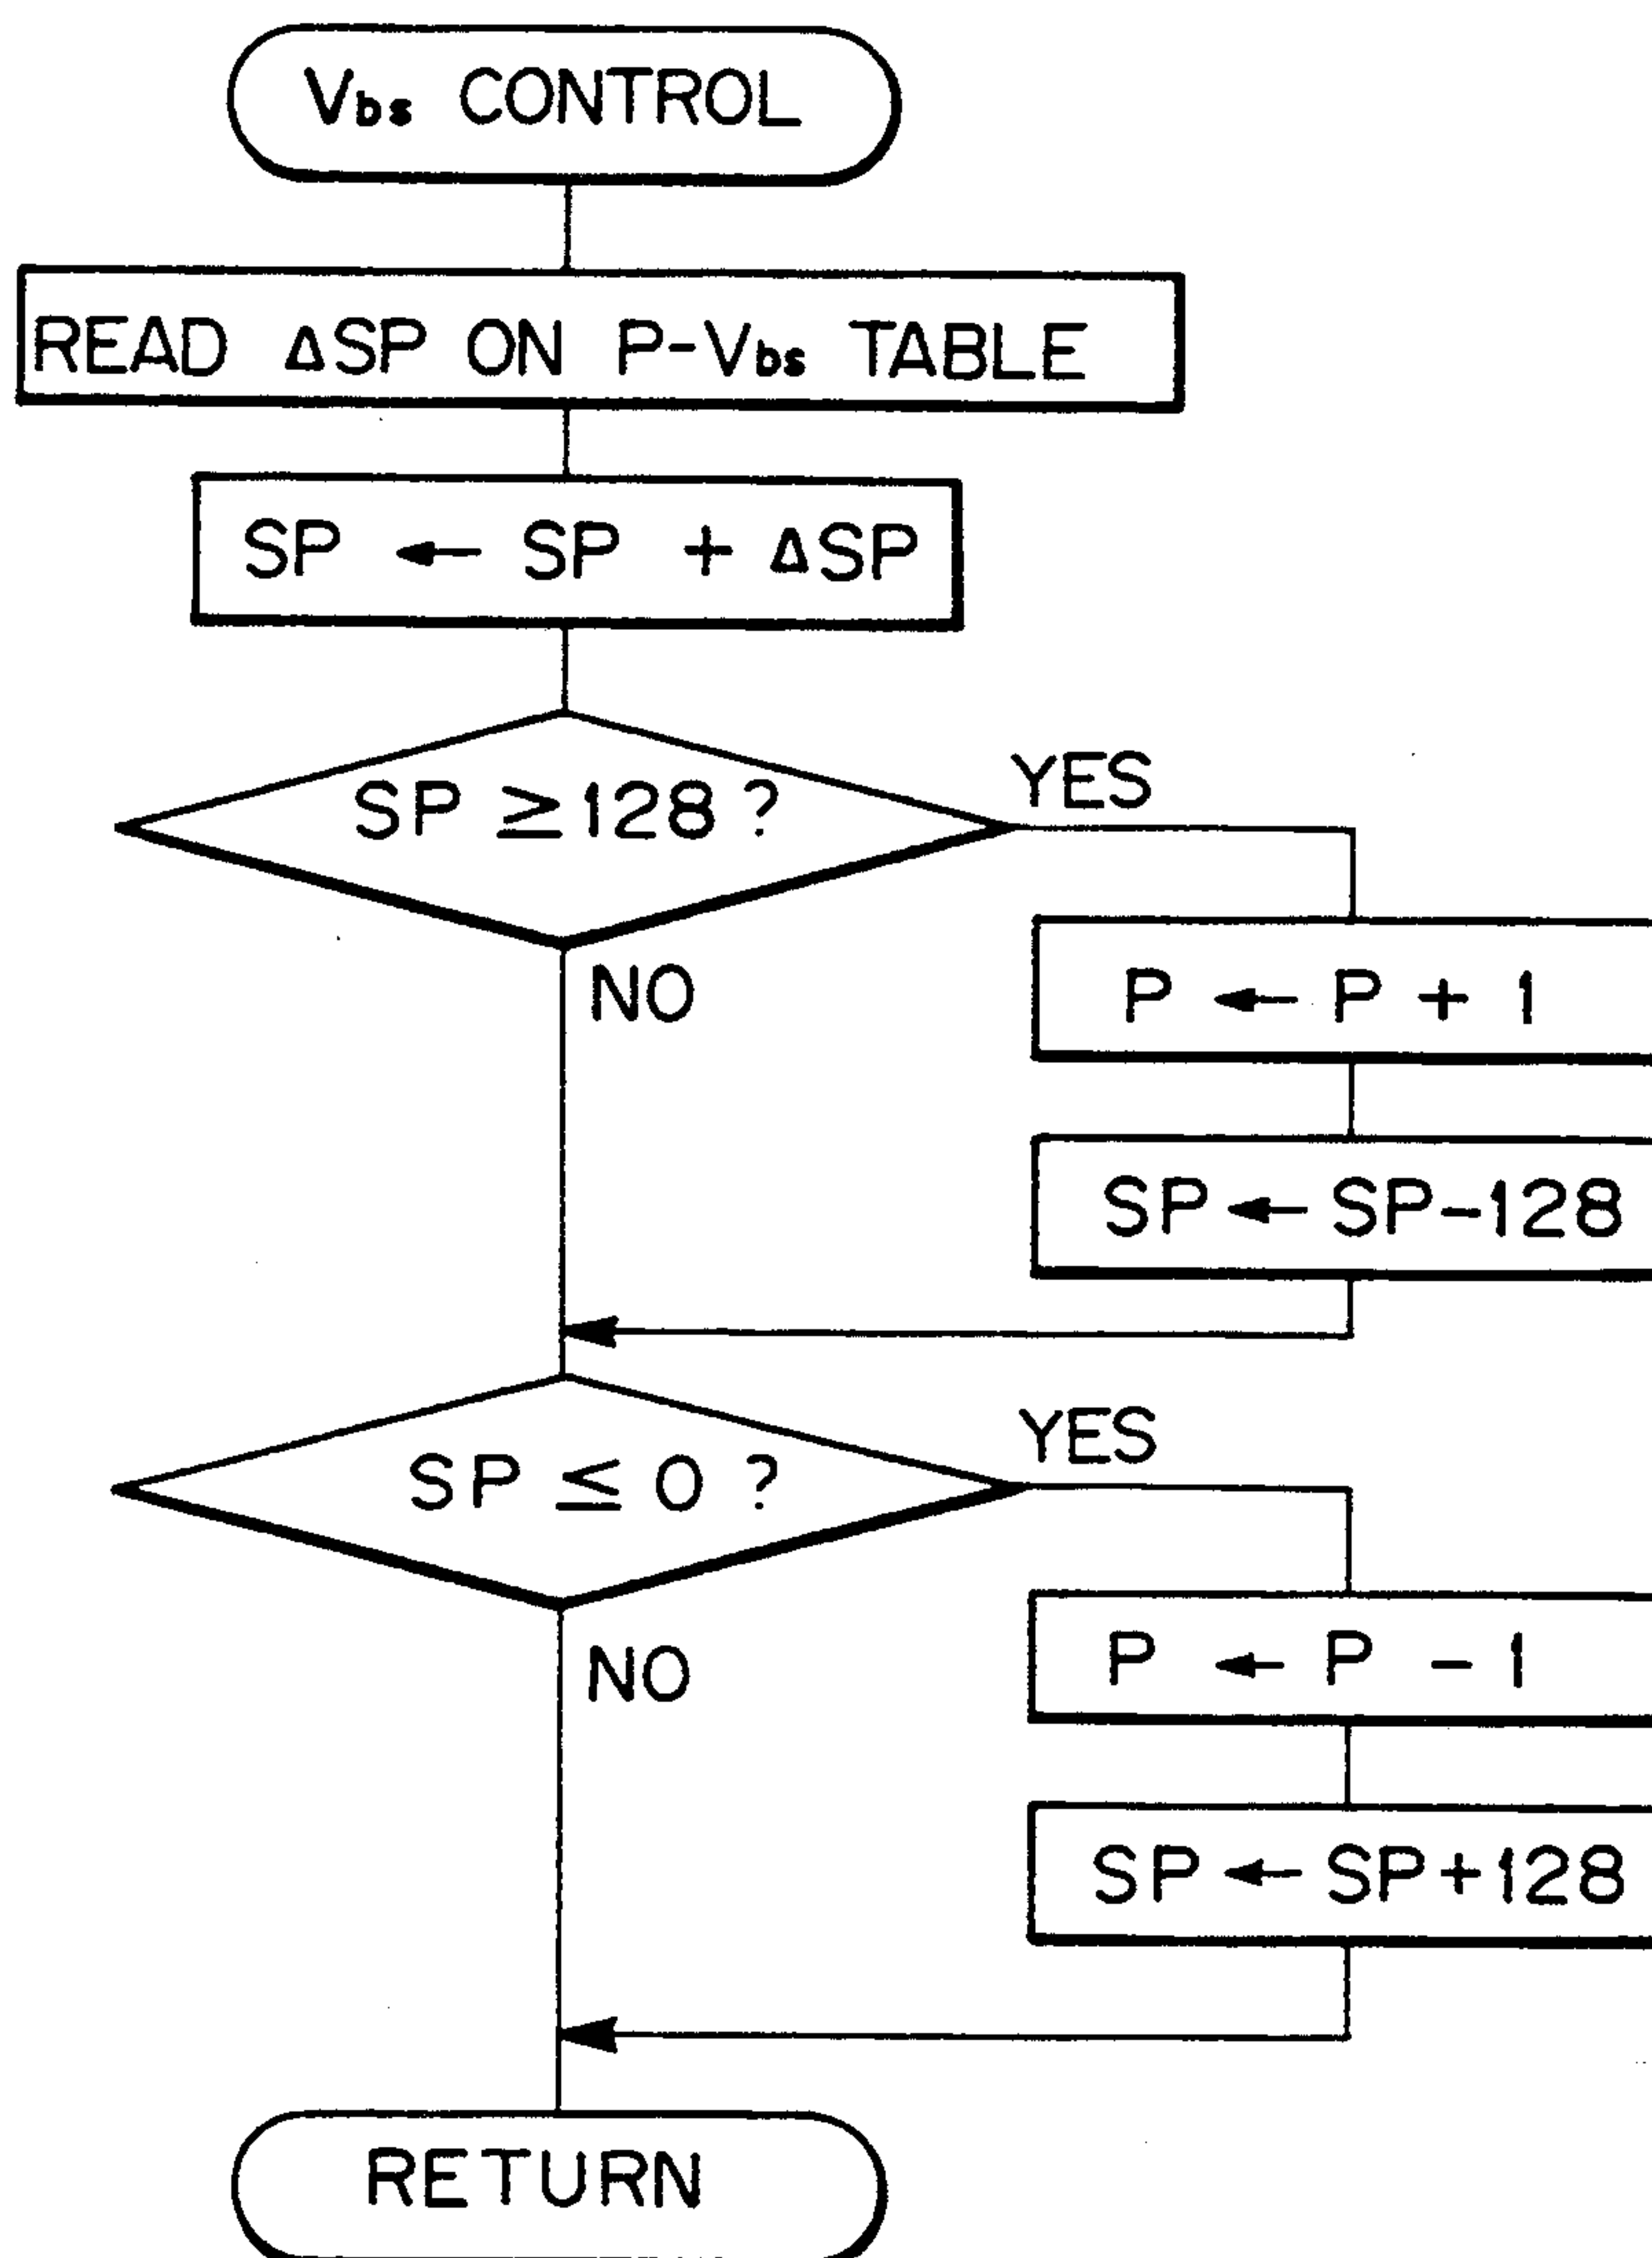 Vbs CONTROL
READ ΔSP ON P-Vbs TABLE
SP ← SP + ΔSP
SP ≥ 128 ?
YES
NO
P ← P + 1
SP ← SP-128
SP ≤ 0 ?
YES
NO
P ← P - 1
SP ← SP+128
RETURN